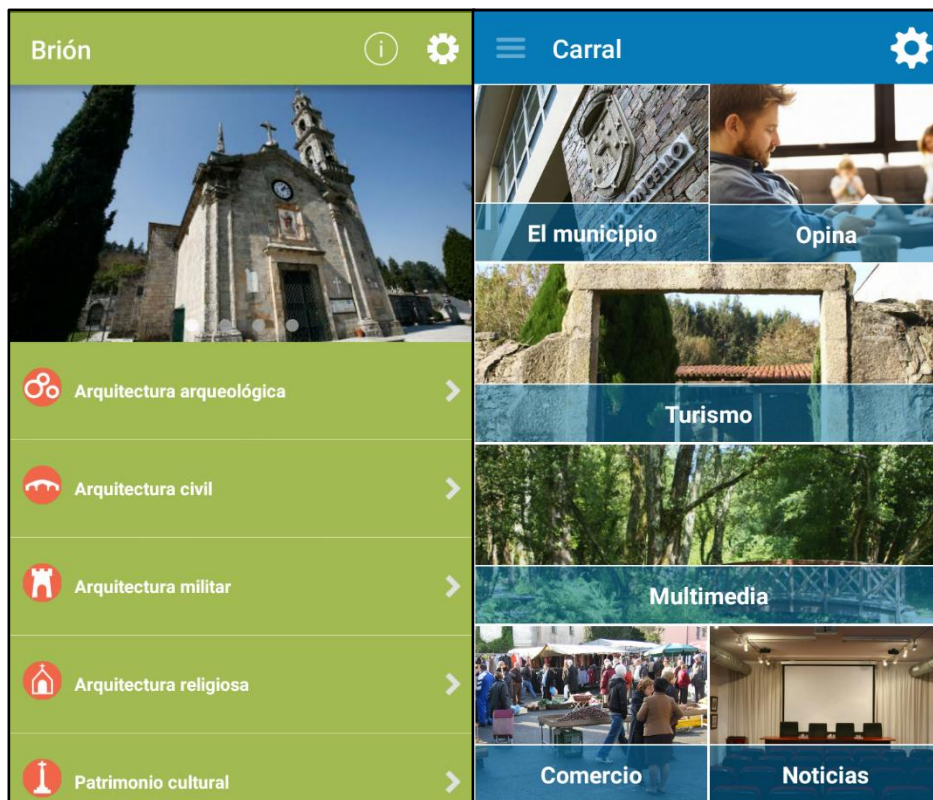 Brión
i
Arquitectura arqueológica
Arquitectura civil
Arquitectura militar
Arquitectura religiosa
Patrimonio cultural
Carral
El municipio
Opina
Turismo
Multimedia
Comercio
Noticias